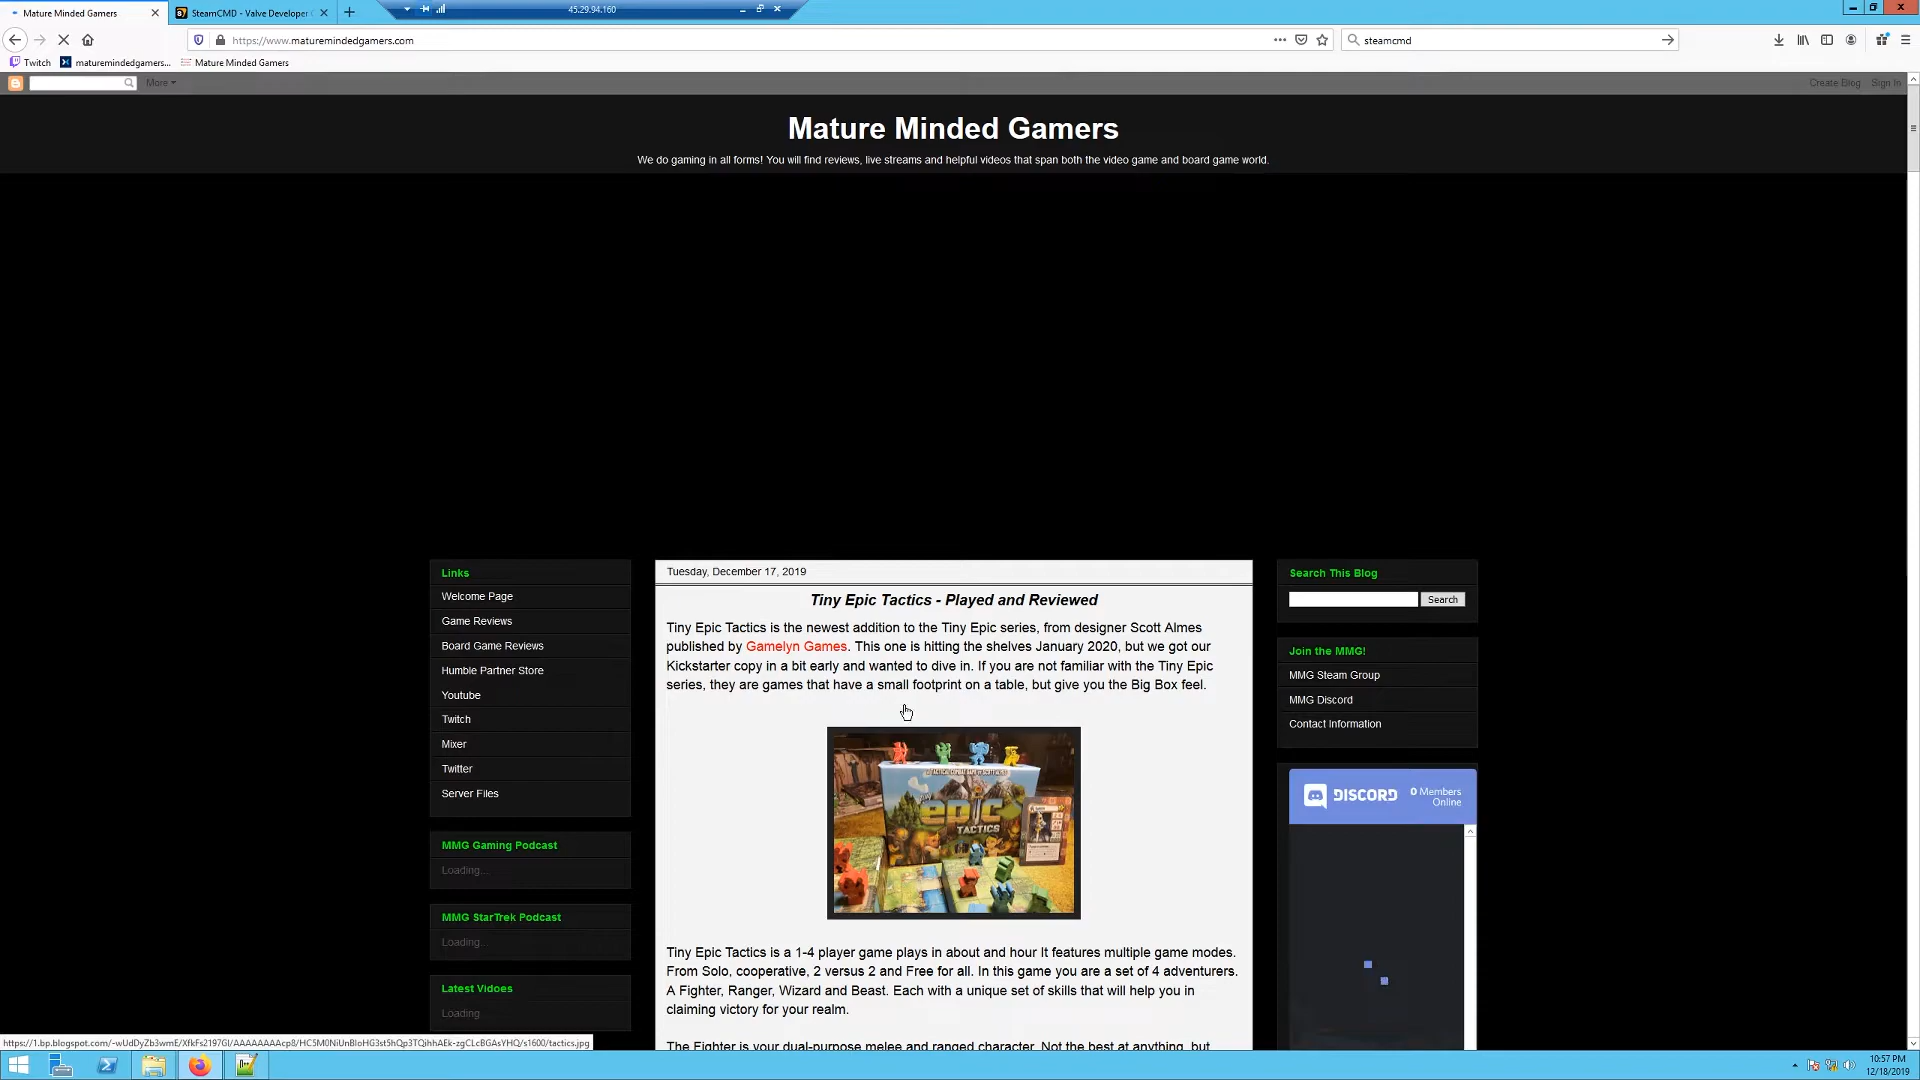 Mature Minded Gamers
SteamCMD - Valve Developer
45.29.94.160
https://www.maturemindedgamers.com
steamcmd
Twitch
maturemindedgamers...
Mature Minded Gamers
More
Create Blog
Sign In
Mature Minded Gamers
We do gaming in all forms! You will find reviews, live streams and helpful videos that span both the video game and board game world.
Links
Welcome Page
Game Reviews
Board Game Reviews
Humble Partner Store
Youtube
Twitch
Mixer
Twitter
Server Files
MMG Gaming Podcast
Loading...
MMG StarTrek Podcast
Loading...
Latest Vidoes
Loading
Tuesday, December 17, 2019
Tiny Epic Tactics - Played and Reviewed
Tiny Epic Tactics is the newest addition to the Tiny Epic series, from designer Scott Almes
published by Gamelyn Games. This one is hitting the shelves January 2020, but we got our
Kickstarter copy in a bit early and wanted to dive in. If you are not familiar with the Tiny Epic
series, they are games that have a small footprint on a table, but give you the Big Box feel.
EPIC
TACTICS
Tiny Epic Tactics is a 1-4 player game plays in about and hour It features multiple game modes.
From Solo, cooperative, 2 versus 2 and Free for all. In this game you are a set of 4 adventurers.
A Fighter, Ranger, Wizard and Beast. Each with a unique set of skills that will help you in
claiming victory for your realm.
The Fighter is your dual-purpose melee and ranged character. Not the best at anything, but
Search This Blog
Search
Join the MMG!
MMG Steam Group
MMG Discord
Contact Information
DISCORD
0 Members
Online
10:57 PM
12/18/2019